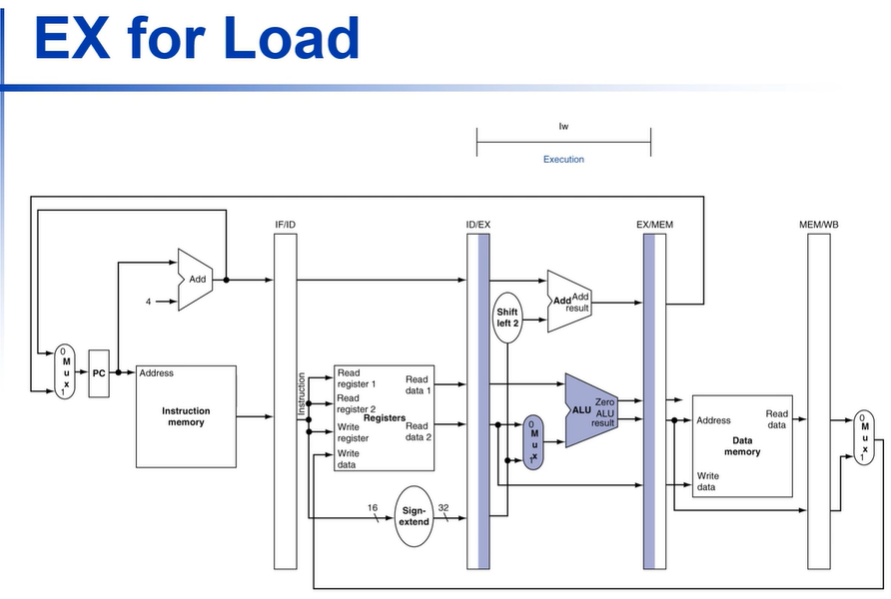 EX for Load
lw
Execution
IF/ID
ID/EX
EX/MEM
MEM/WB
Add
4
Add Add
result
Shift
left 2
0
M
u
x
1
PC
Address
Instruction
memory
Instruction
Read
register 1
Read
register 2
Registers
Write
register
Write
data
Read
data 1
Read
data 2
16
Sign-
extend
32
0
M
u
x
1
ALU
Zero
ALU
result
Address
Read
data
Data
memory
Write
data
0
M
u
x
1